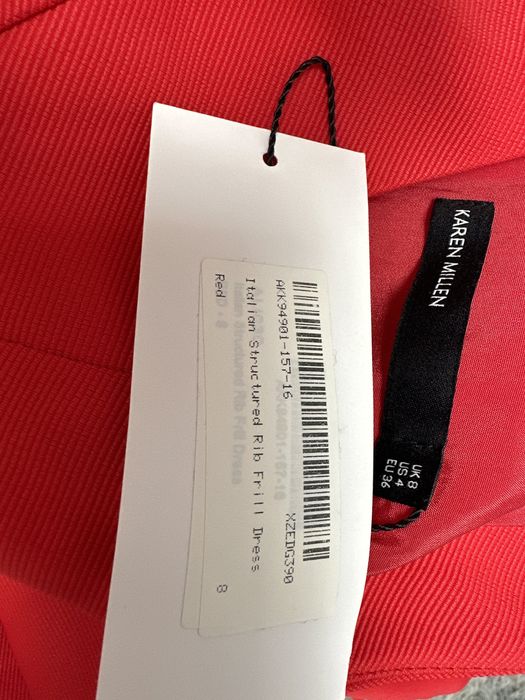 KAREN MILLEN
UK 8
US 4
EU 36
AKK94901-157-16 XZEDG390
Italian Structured Rib Frill Dress
Red 8